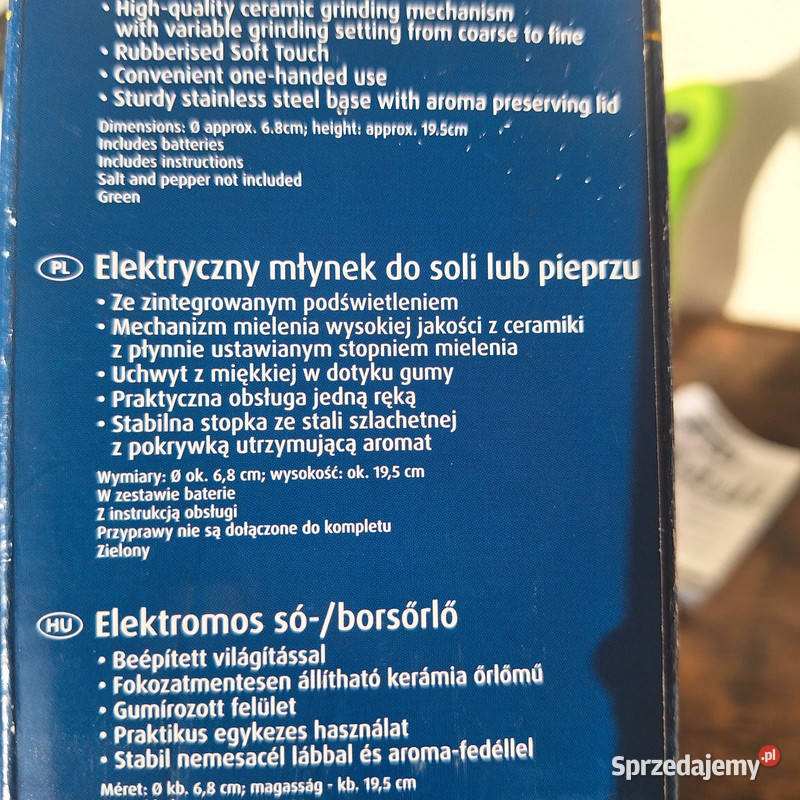 • High-quality ceramic grinding mechanism
with variable grinding setting from coarse to fine
• Rubberised Soft Touch
• Convenient one-handed use
• Sturdy stainless steel base with aroma preserving lid
Dimensions: Ø approx. 6.8cm; height: approx. 19.5cm
Includes batteries
Includes instructions
Salt and pepper not included
Green
PL Elektryczny młynek do soli lub pieprzu
• Ze zintegrowanym podświetleniem
• Mechanizm mielenia wysokiej jakości z ceramiki
z płynnie ustawianym stopniem mielenia
• Uchwyt z miękkiej w dotyku gumy
• Praktyczna obsługa jedną ręką
• Stabilna stopka ze stali szlachetnej
z pokrywką utrzymującą aromat
Wymiary: Ø ok. 6,8 cm; wysokość: ok. 19,5 cm
W zestawie baterie
Z instrukcją obsługi
Przyprawy nie są dołączone do kompletu
Zielony
HU Elektromos só-/borsőrlő
• Beépített világítással
• Fokozatmentesen állítható kerámia őrlőmű
• Gumírozott felület
• Praktikus egykezes használat
• Stabil nemesacél lábbal és aroma-fedéllel
Méret: Ø kb. 6,8 cm; magasság - kb. 19,5 cm
Sprzedajemy.pl